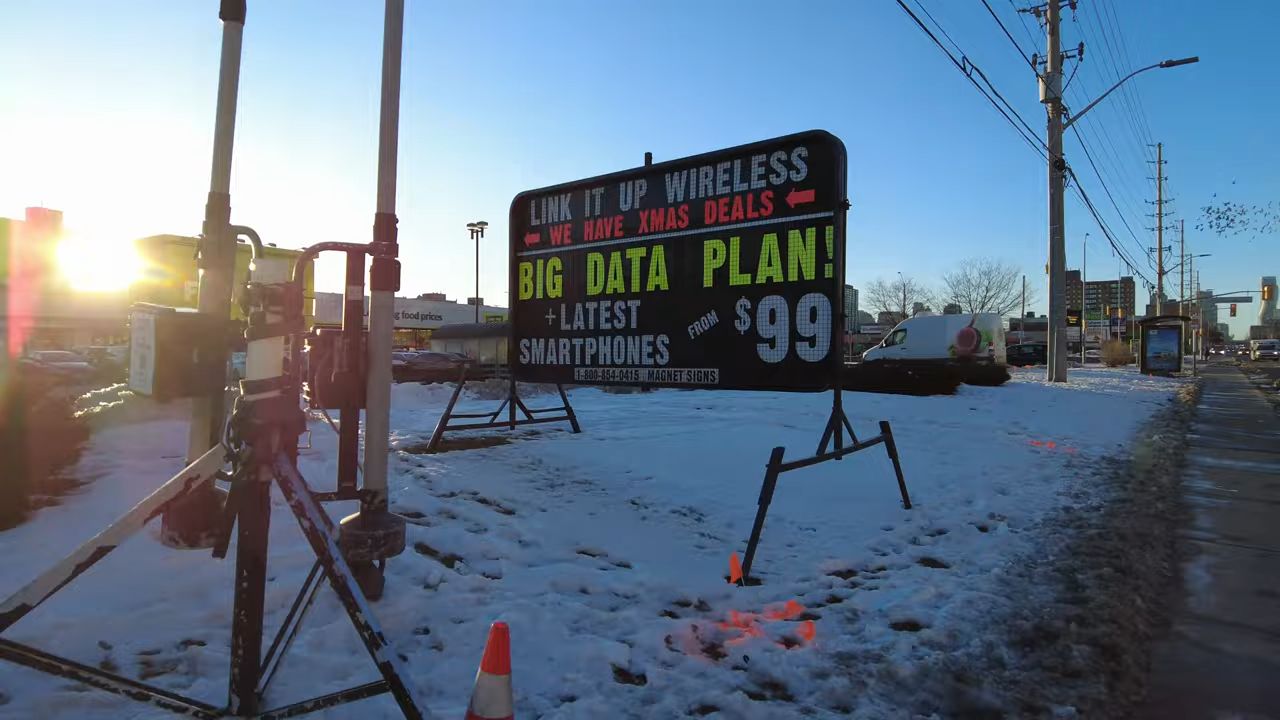 LINK IT UP WIRELESS
WE HAVE XMAS DEALS
BIG DATA PLAN!
+LATEST
SMARTPHONES
FROM
$99
1-800-854-0415 MAGNET SIGNS
food prices